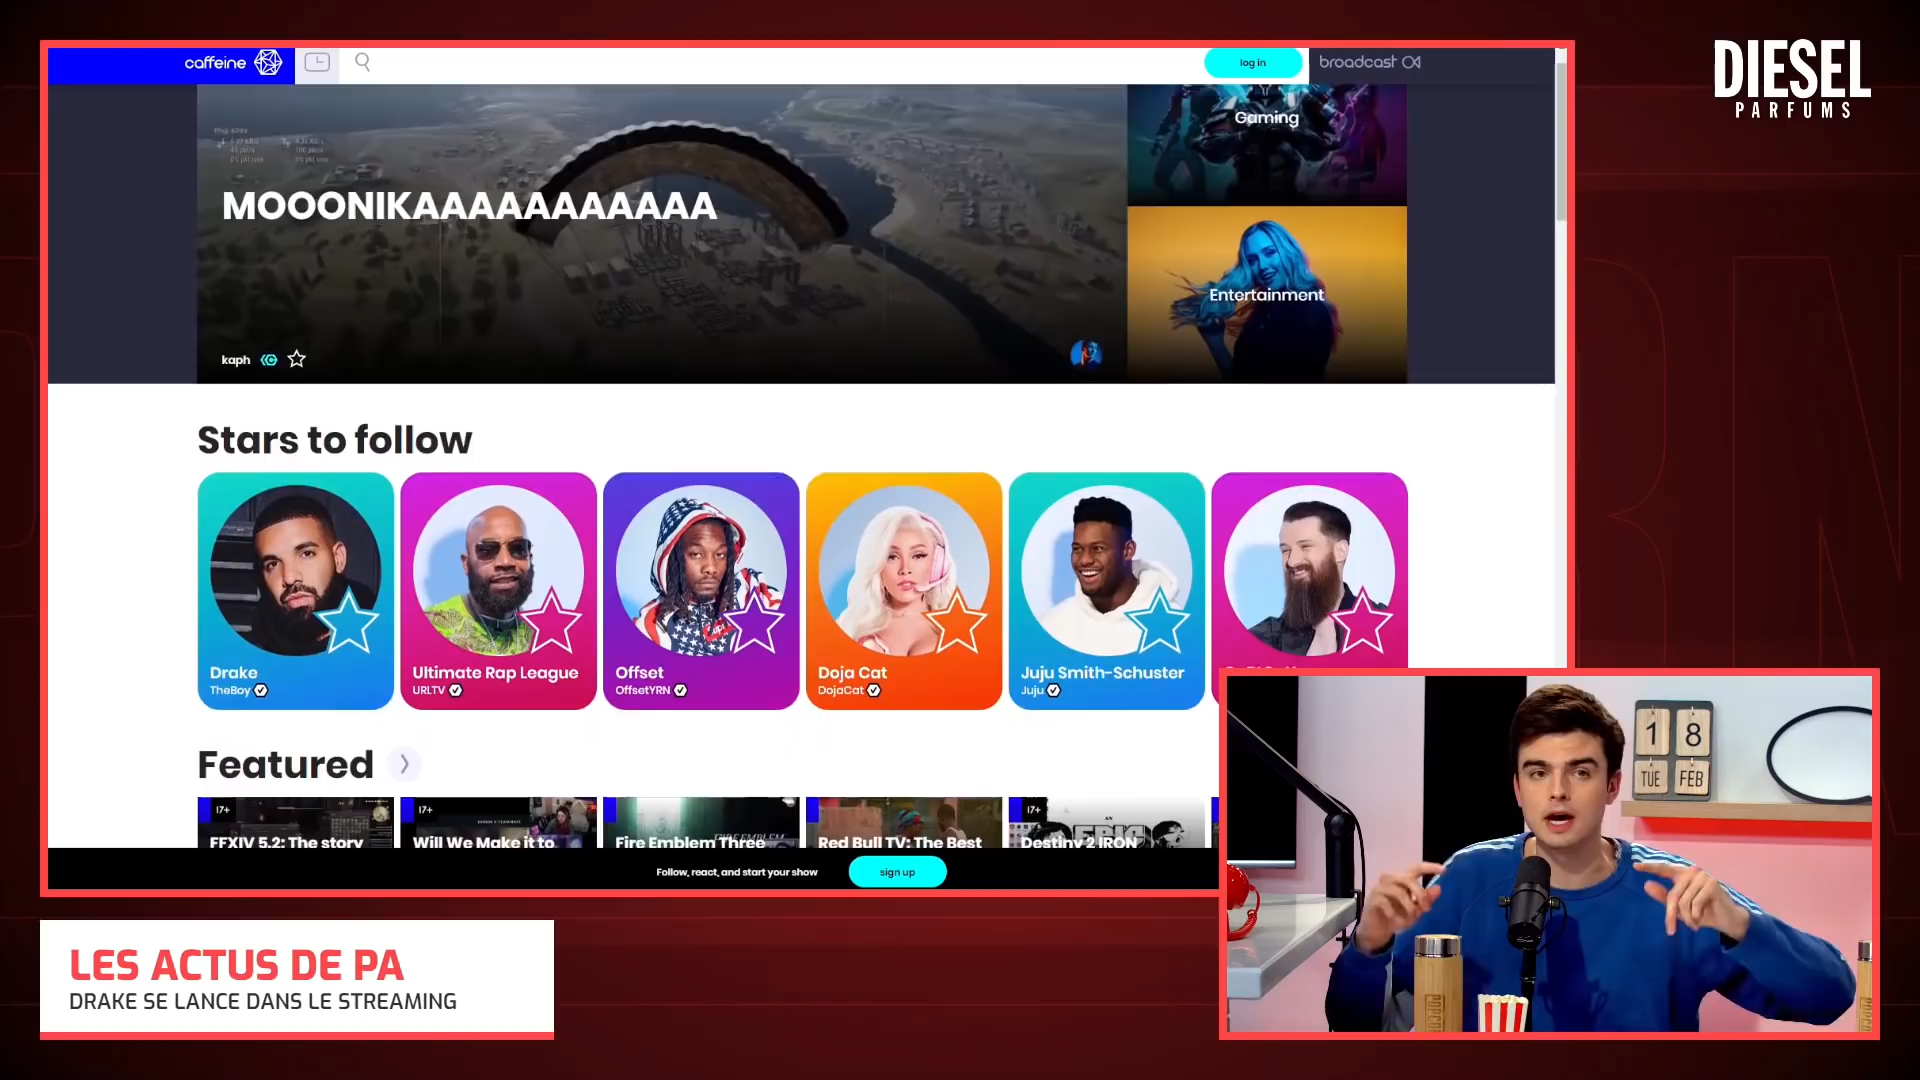 caffeine
log in
broadcast
DIESEL
PARFUMS
Gaming
MOOONIKAAAAAAAAAAA
Entertainment
kaph
Stars to follow
Drake
TheBoy
Ultimate Rap League
URLTV
Offset
OffsetYRN
Doja Cat
DojaCat
Juju Smith-Schuster
Juju
Featured
17+
17+
17+
FFXIV 5.2: The story
Will We Make it to
Fire Emblem Three
Red Bull TV: The Best
Destiny 2 IRON
Follow, react, and start your show
sign up
1 8
TUE FEB
LES ACTUS DE PA
DRAKE SE LANCE DANS LE STREAMING